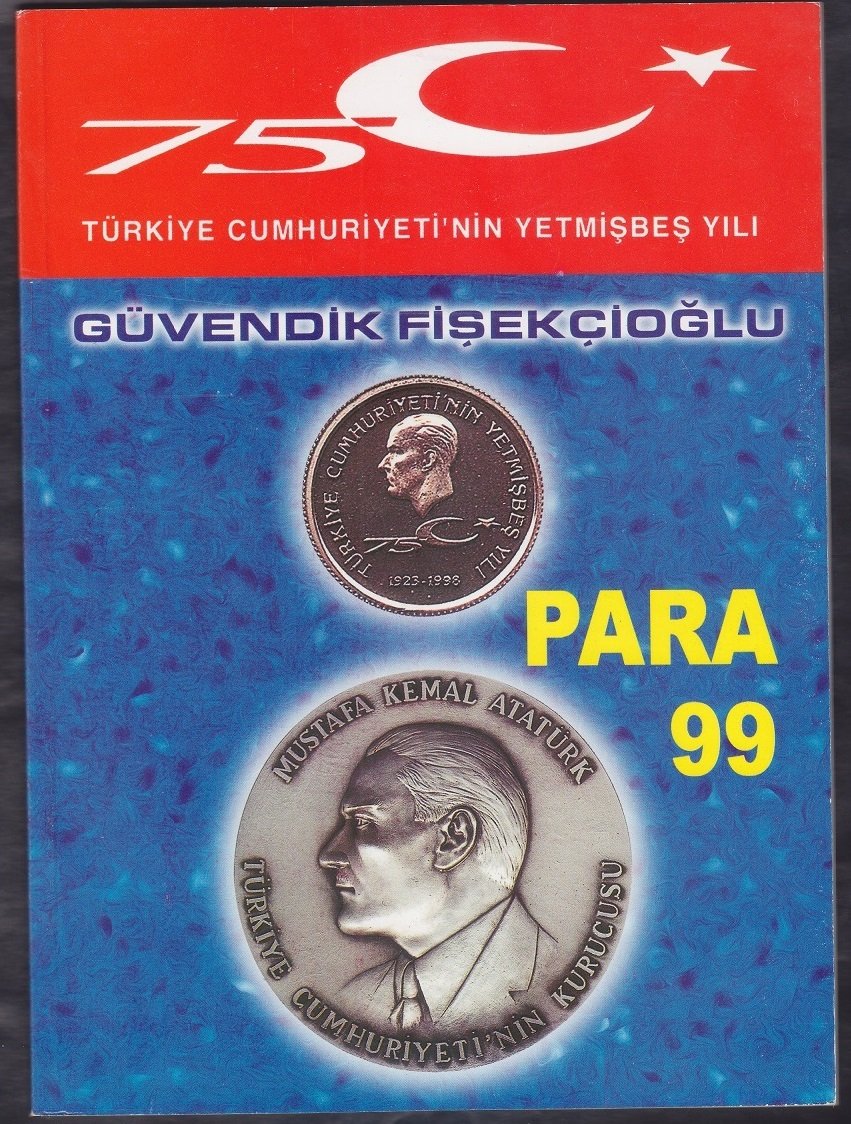 75
TÜRKİYE CUMHURİYETİ'NİN YETMİŞBEŞ YILI
GÜVENDİK FİŞEKÇİOĞLU
TÜRKİYE CUMHURİYETİ'NİN YETMİŞBEŞ YILI
75
1923-1998
PARA
99
MUSTAFA KEMAL ATATÜRK
TÜRKİYE CUMHURİYETİ'NİN KURUCUSU